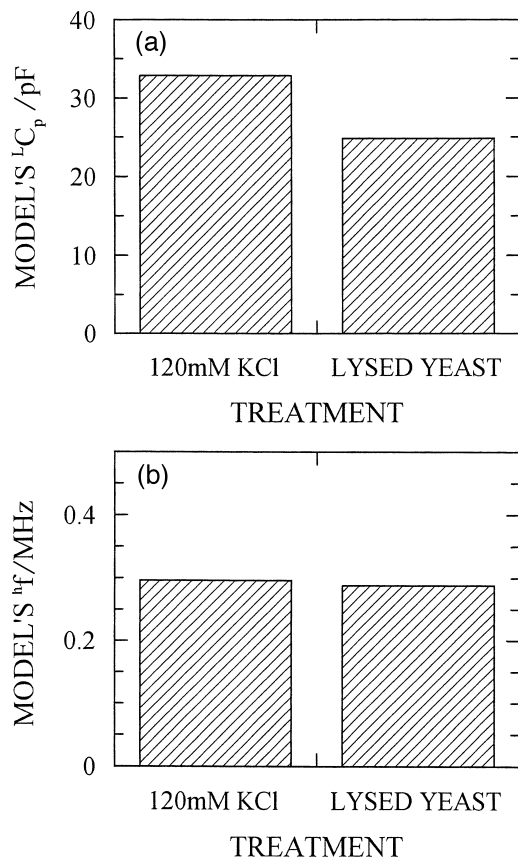 (a)
MODEL'S ᴸCₚ /pF
40
30
20
10
0
120mM KCl LYSED YEAST
TREATMENT
(b)
MODEL'S ʰf/MHz
0.4
0.2
0
120mM KCl LYSED YEAST
TREATMENT